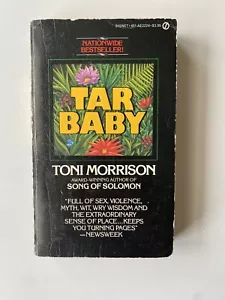 NATIONWIDE
BESTSELLER!
TAR
BABY
TONI MORRISON
AWARD-WINNING AUTHOR OF
SONG OF SOLOMON
"FULL OF SEX, VIOLENCE,
MYTH, WIT, WRY WISDOM AND
THE EXTRAORDINARY
SENSE OF PLACE...KEEPS
YOU TURNING PAGES"
—NEWSWEEK